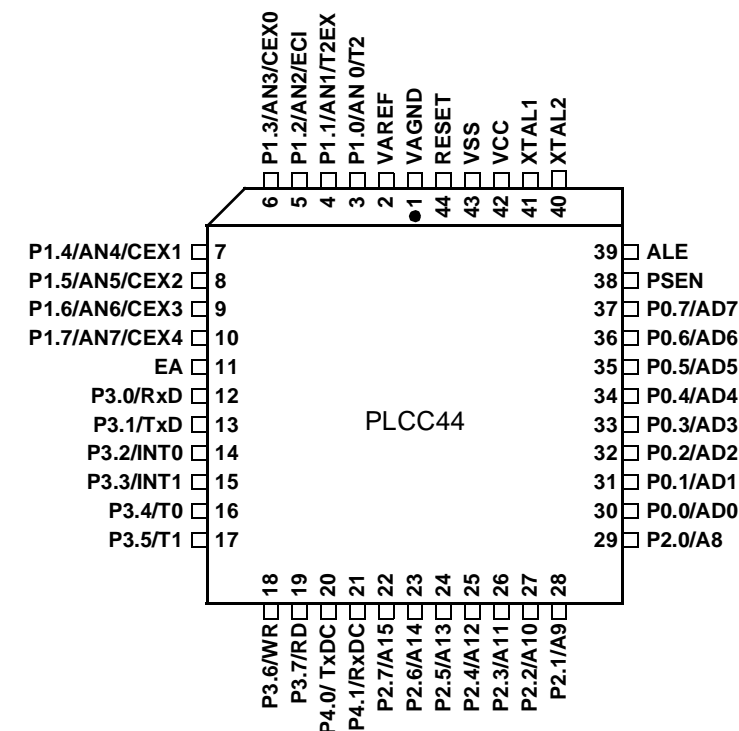 P1.3/AN3/CEX0
P1.2/AN2/ECI
P1.1/AN1/T2EX
P1.0/AN 0/T2
VAREF
VAGND
RESET
VSS
VCC
XTAL1
XTAL2
6 5 4 3 2 1 44 43 42 41 40
P1.4/AN4/CEX1 7
P1.5/AN5/CEX2 8
P1.6/AN6/CEX3 9
P1.7/AN7/CEX4 10
EA 11
P3.0/RxD 12
P3.1/TxD 13
P3.2/INT0 14
P3.3/INT1 15
P3.4/T0 16
P3.5/T1 17
PLCC44
39 ALE
38 PSEN
37 P0.7/AD7
36 P0.6/AD6
35 P0.5/AD5
34 P0.4/AD4
33 P0.3/AD3
32 P0.2/AD2
31 P0.1/AD1
30 P0.0/AD0
29 P2.0/A8
18 19 20 21 22 23 24 25 26 27 28
P3.6/WR
P3.7/RD
P4.0/ TxDC
P4.1/RxDC
P2.7/A15
P2.6/A14
P2.5/A13
P2.4/A12
P2.3/A11
P2.2/A10
P2.1/A9